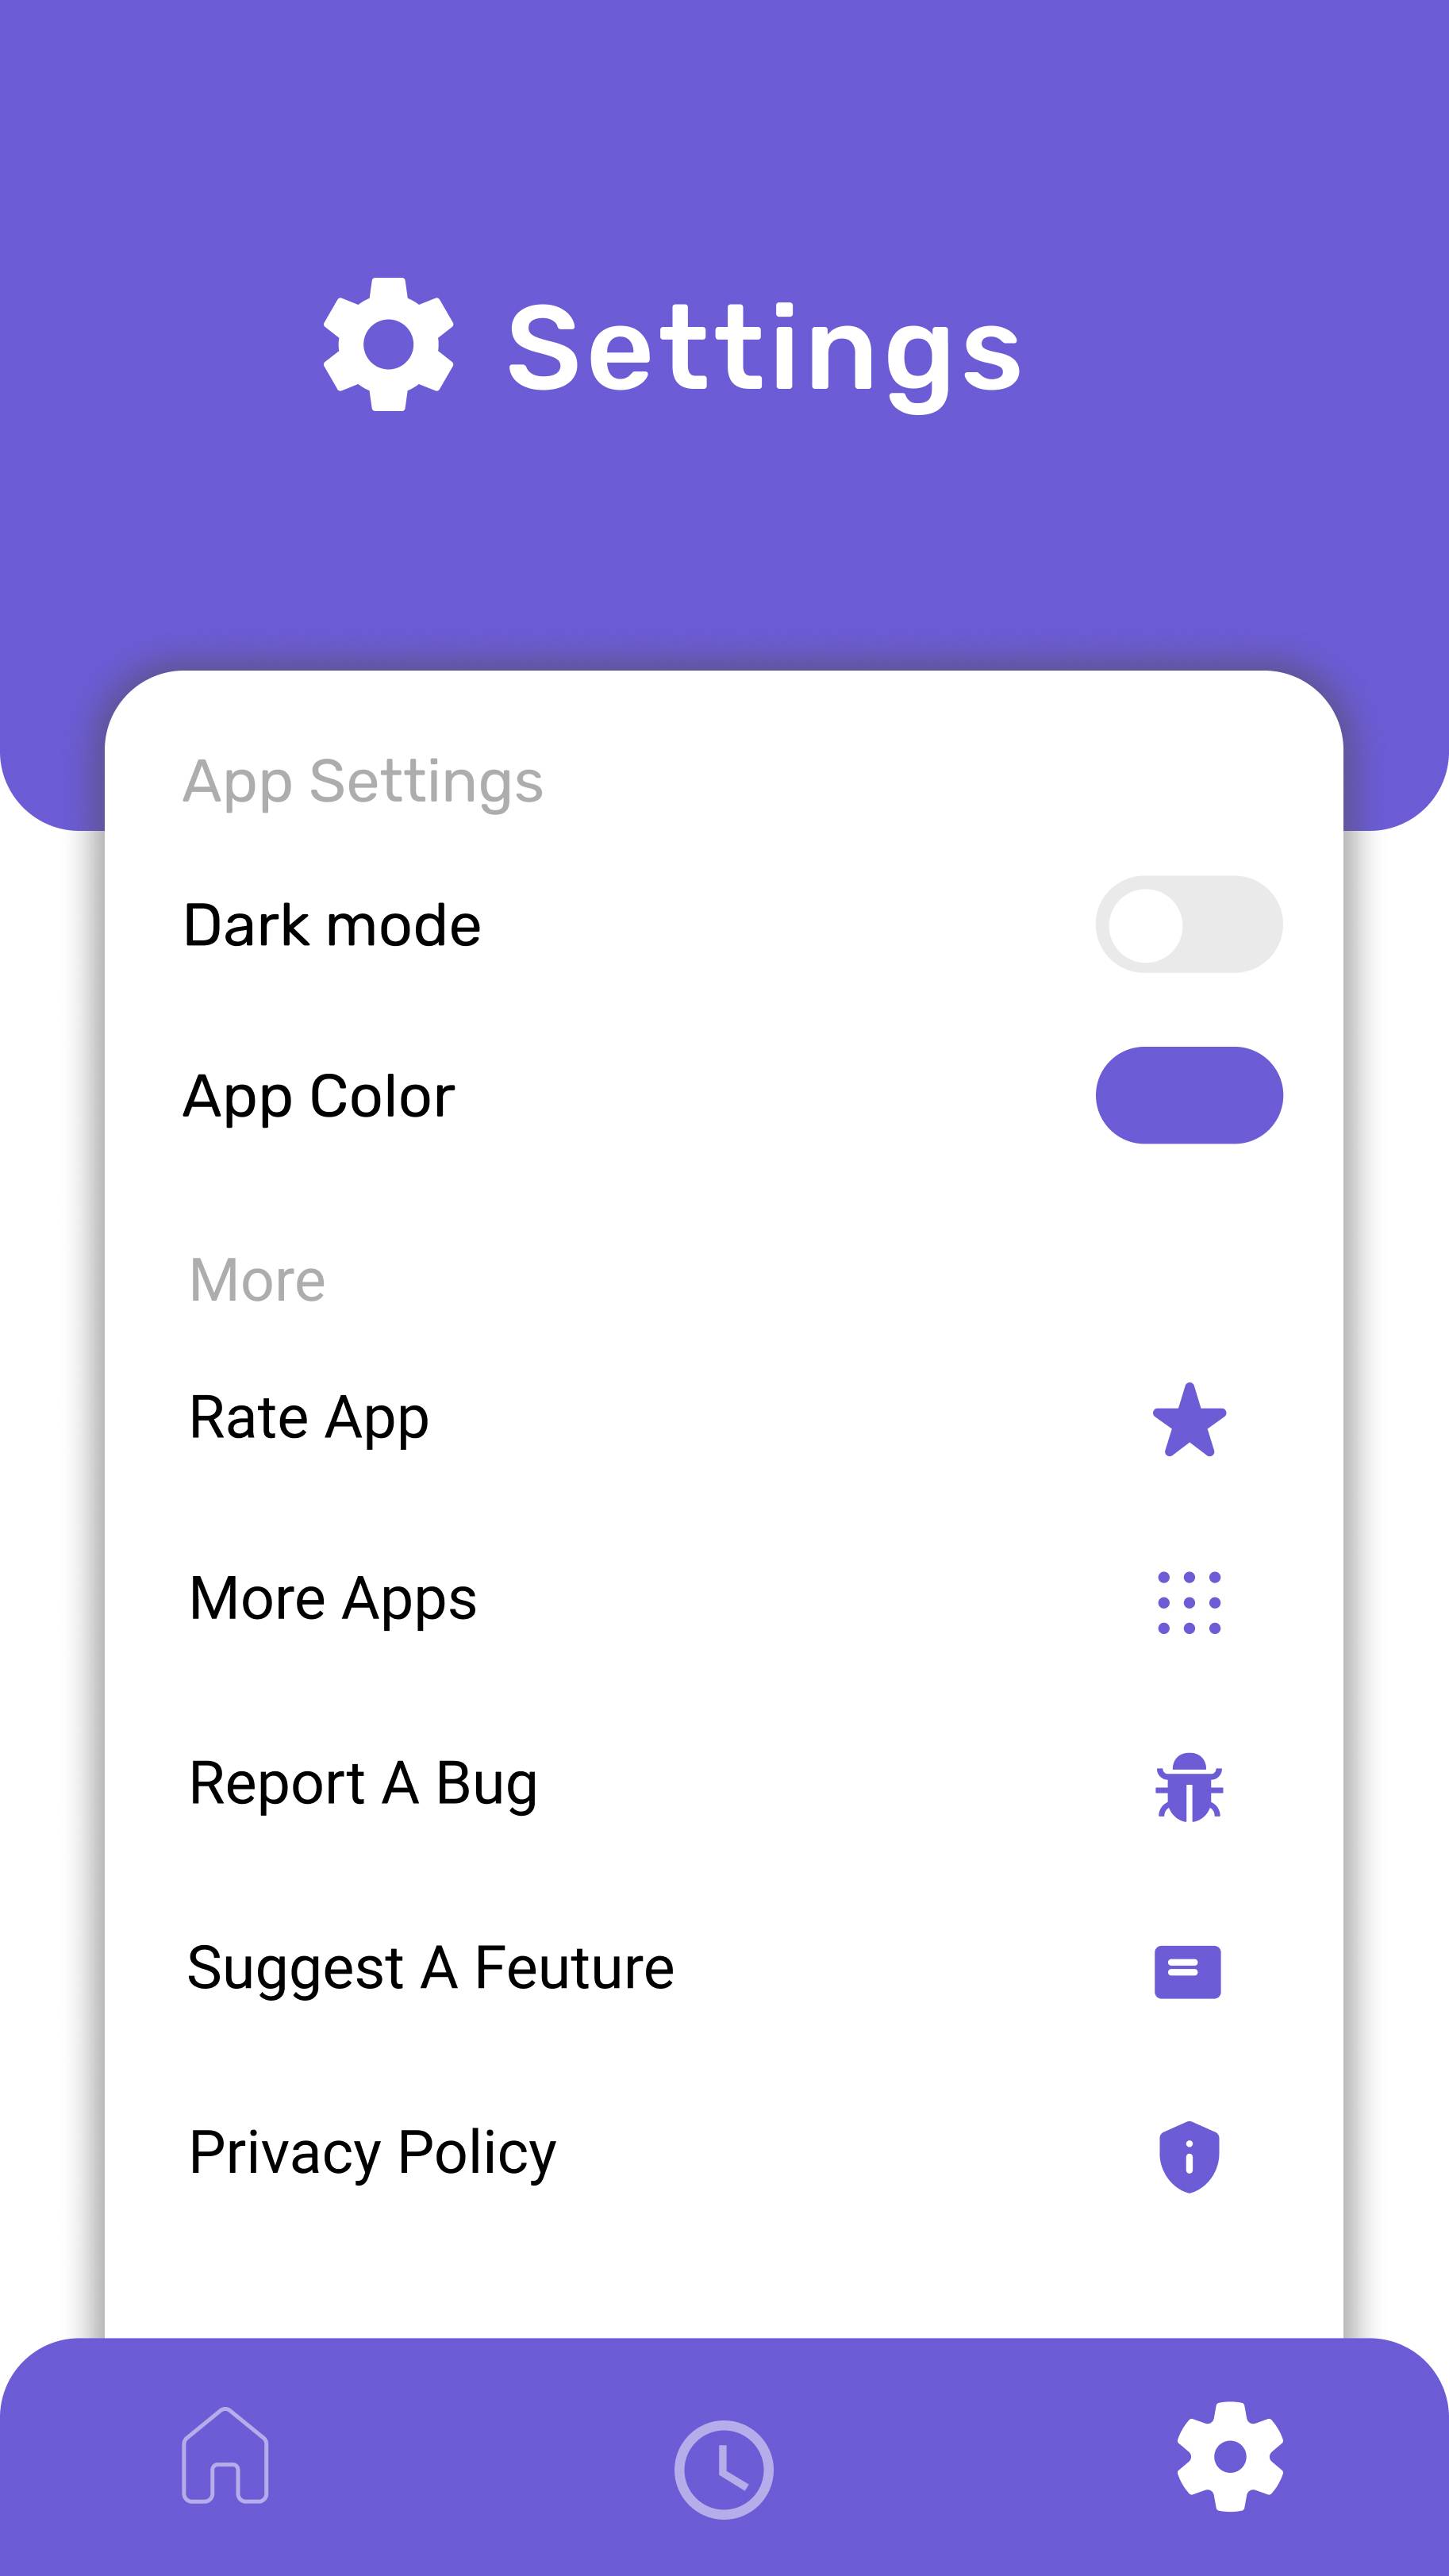 Settings
App Settings
Dark mode
App Color
More
Rate App
More Apps
Report A Bug
Suggest A Feuture
Privacy Policy